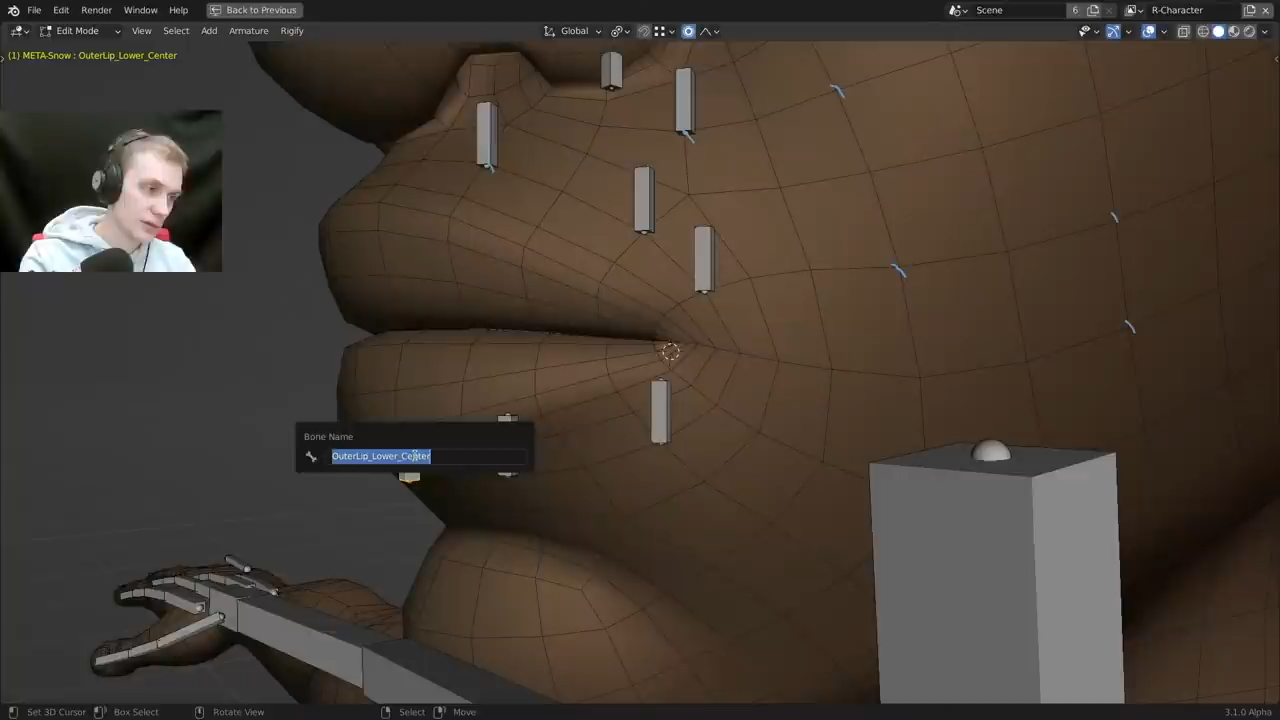 File Edit Render Window Help Back to Previous Scene 6 R-Character
Edit Mode View Select Add Armature Rigify Global
(1) META-Snow : OuterLip_Lower_Center
Bone Name
OuterLip_Lower_Center
Set 3D Cursor Box Select Rotate View Select Move 3.1.0 Alpha